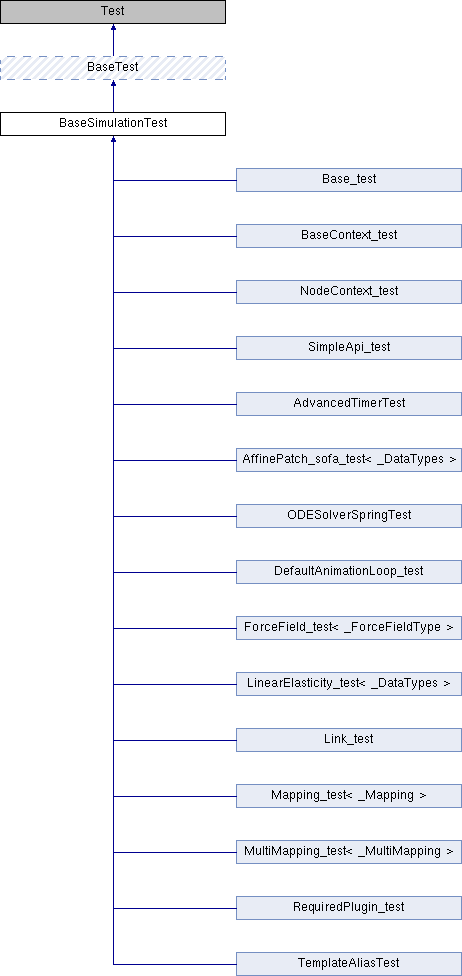 Test
BaseTest
BaseSimulationTest
Base_test
BaseContext_test
NodeContext_test
SimpleApi_test
AdvancedTimerTest
AffinePatch_sofa_test< _DataTypes >
ODESolverSpringTest
DefaultAnimationLoop_test
ForceField_test< _ForceFieldType >
LinearElasticity_test< _DataTypes >
Link_test
Mapping_test< _Mapping >
MultiMapping_test< _MultiMapping >
RequiredPlugin_test
TemplateAliasTest